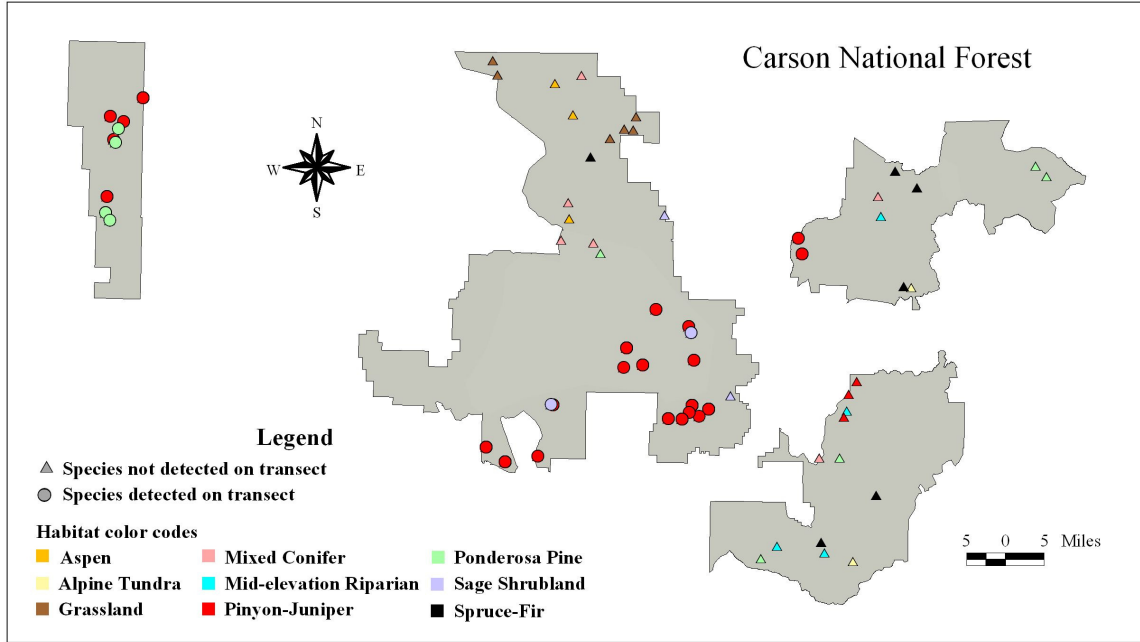 Carson National Forest
N
W E
S
Legend
Species not detected on transect
Species detected on transect
Habitat color codes
Aspen Mixed Conifer Ponderosa Pine
Alpine Tundra Mid-elevation Riparian Sage Shrubland
Grassland Pinyon-Juniper Spruce-Fir
5 0 5 Miles